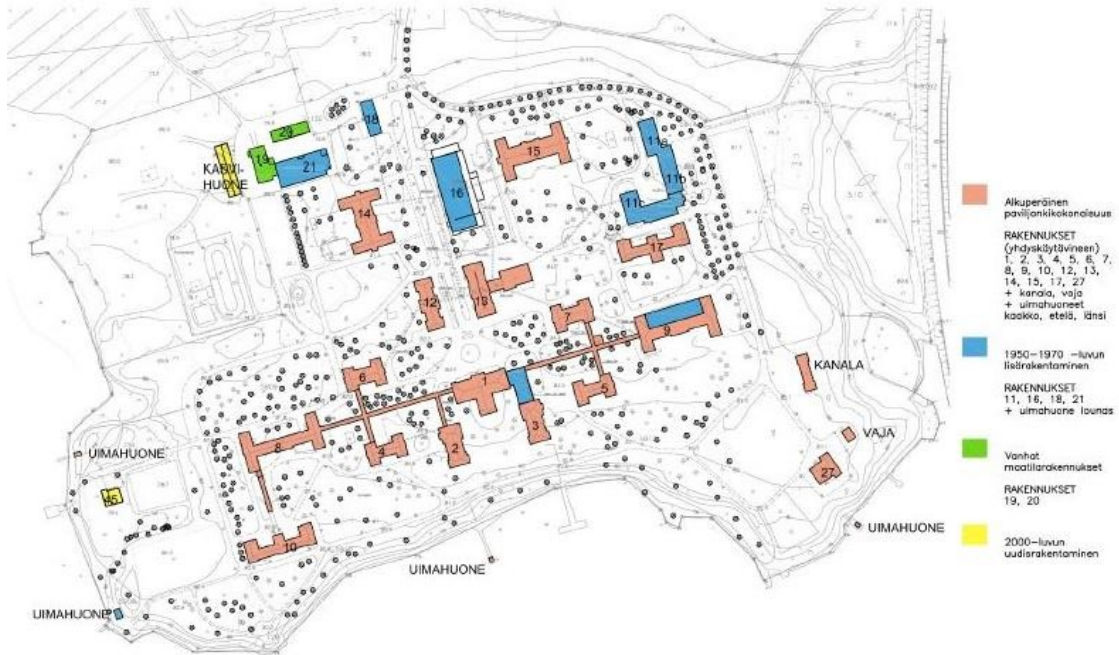 18
20
19
21
KASVI-
HUONE
14
16
15
11a
11b
11c
17
12
13
7
9
6
1
5
3
2
4
8
10
KANALA
VAJA
27
UIMAHUONE
45
UIMAHUONE
UIMAHUONE
UIMAHUONE
Alkuperäinen
paviljonkikokonaisuus
RAKENNUKSET
(yhdyskäytävineen)
1, 2, 3, 4, 5, 6, 7,
8, 9, 10, 12, 13,
14, 15, 17, 27
+ kanala, vaja
+ uimahuoneet
kaakko, etelä, länsi
1950–1970 –luvun
lisärakentaminen
RAKENNUKSET
11, 16, 18, 21
+ uimahuone lounas
Vanhat
maatilarakennukset
RAKENNUKSET
19, 20
2000–luvun
uudisrakentaminen